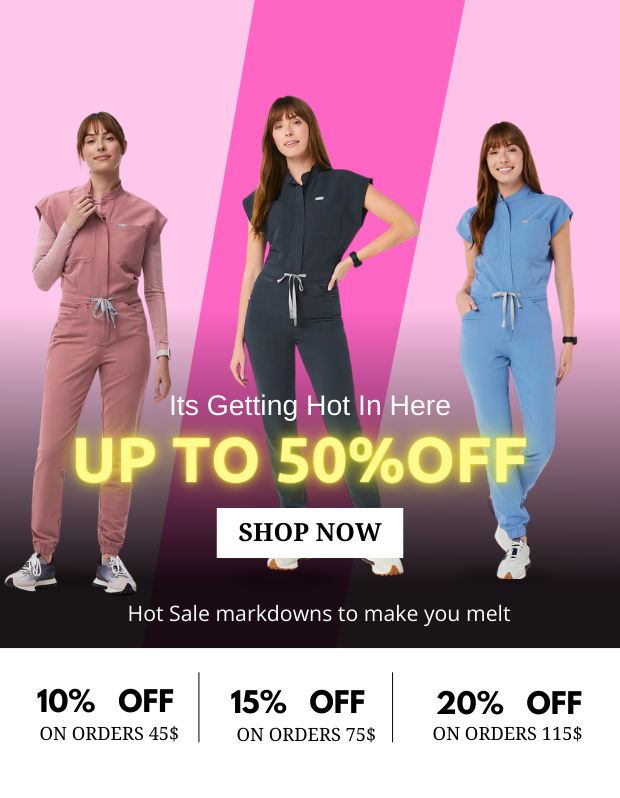 Its Getting Hot In Here
UP TO 50%OFF
SHOP NOW
Hot Sale markdowns to make you melt
10% OFF
ON ORDERS 45$
15% OFF
ON ORDERS 75$
20% OFF
ON ORDERS 115$